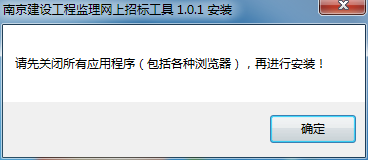 南京建设工程监理网上招标工具 1.0.1 安装
请先关闭所有应用程序（包括各种浏览器），再进行安装！
确定